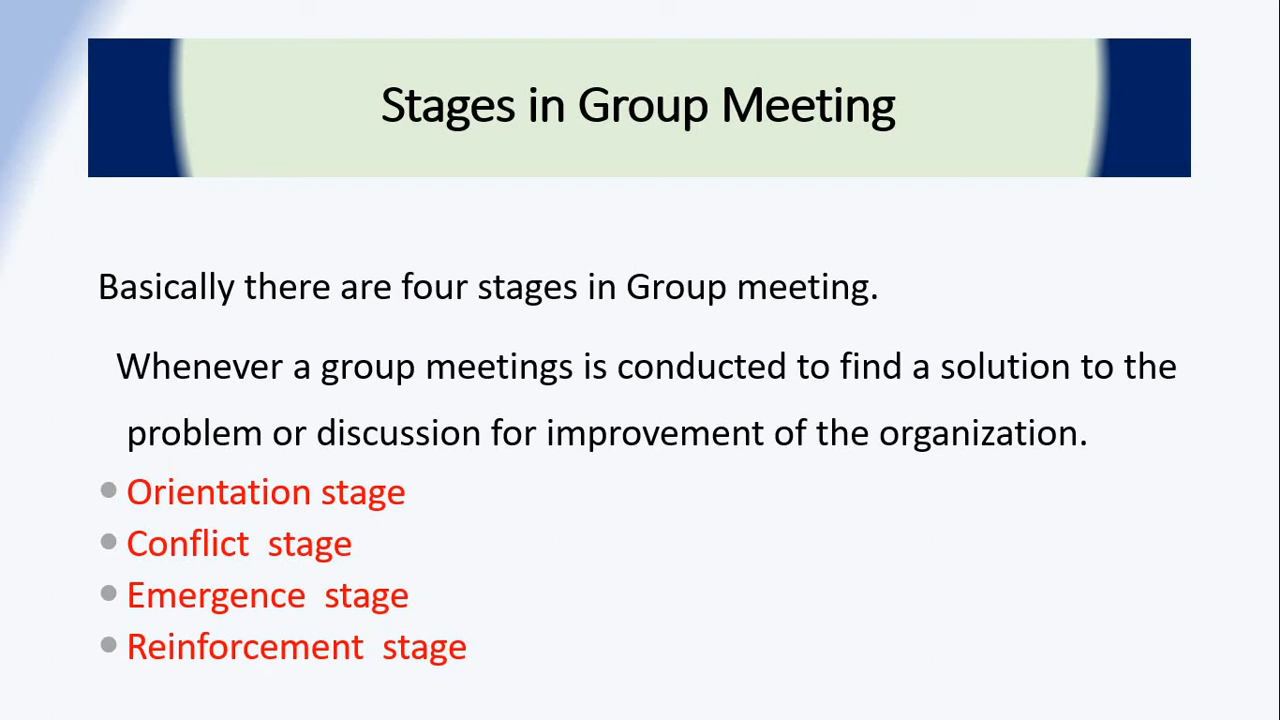 Stages in Group Meeting
Basically there are four stages in Group meeting.
Whenever a group meetings is conducted to find a solution to the
problem or discussion for improvement of the organization.
Orientation stage
Conflict stage
Emergence stage
Reinforcement stage